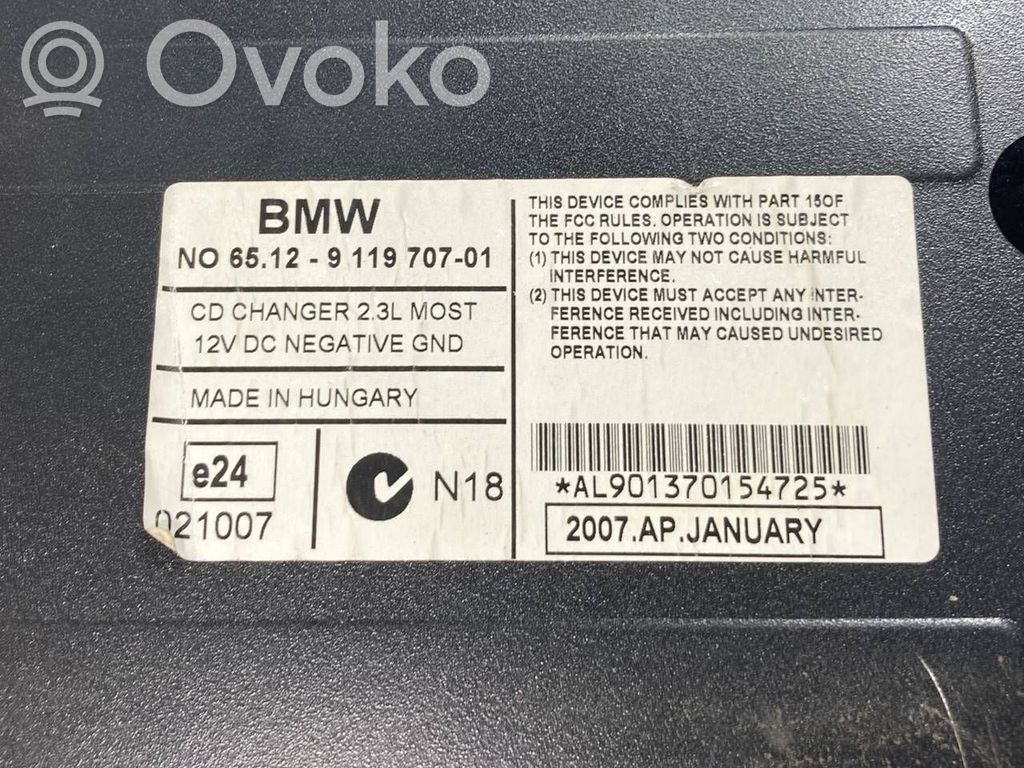 Ovoko
BMW
NO 65.12 - 9 119 707-01
CD CHANGER 2.3L MOST
12V DC NEGATIVE GND
MADE IN HUNGARY
e24
021007
N18
THIS DEVICE COMPLIES WITH PART 15OF
THE FCC RULES. OPERATION IS SUBJECT
TO THE FOLLOWING TWO CONDITIONS:
(1) THIS DEVICE MAY NOT CAUSE HARMFUL
INTERFERENCE.
(2) THIS DEVICE MUST ACCEPT ANY INTER-
FERENCE RECEIVED INCLUDING INTER-
FERENCE THAT MAY CAUSED UNDESIRED
OPERATION.
*AL901370154725*
2007.AP.JANUARY